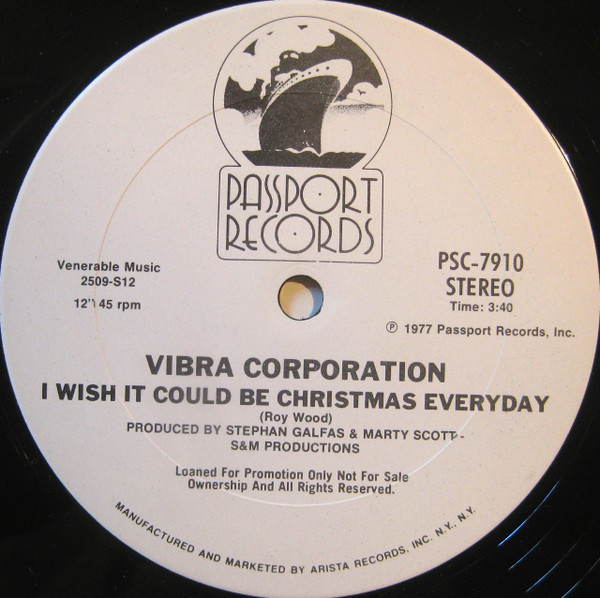 PASSPORT
RECORDS
Venerable Music
2509-S12
12" 45 rpm
PSC-7910
STEREO
Time: 3:40
℗ 1977 Passport Records, Inc.
VIBRA CORPORATION
I WISH IT COULD BE CHRISTMAS EVERYDAY
(Roy Wood)
PRODUCED BY STEPHAN GALFAS & MARTY SCOTT -
S&M PRODUCTIONS
Loaned For Promotion Only Not For Sale
Ownership And All Rights Reserved.
MANUFACTURED AND MARKETED BY ARISTA RECORDS, INC. N.Y., N.Y.